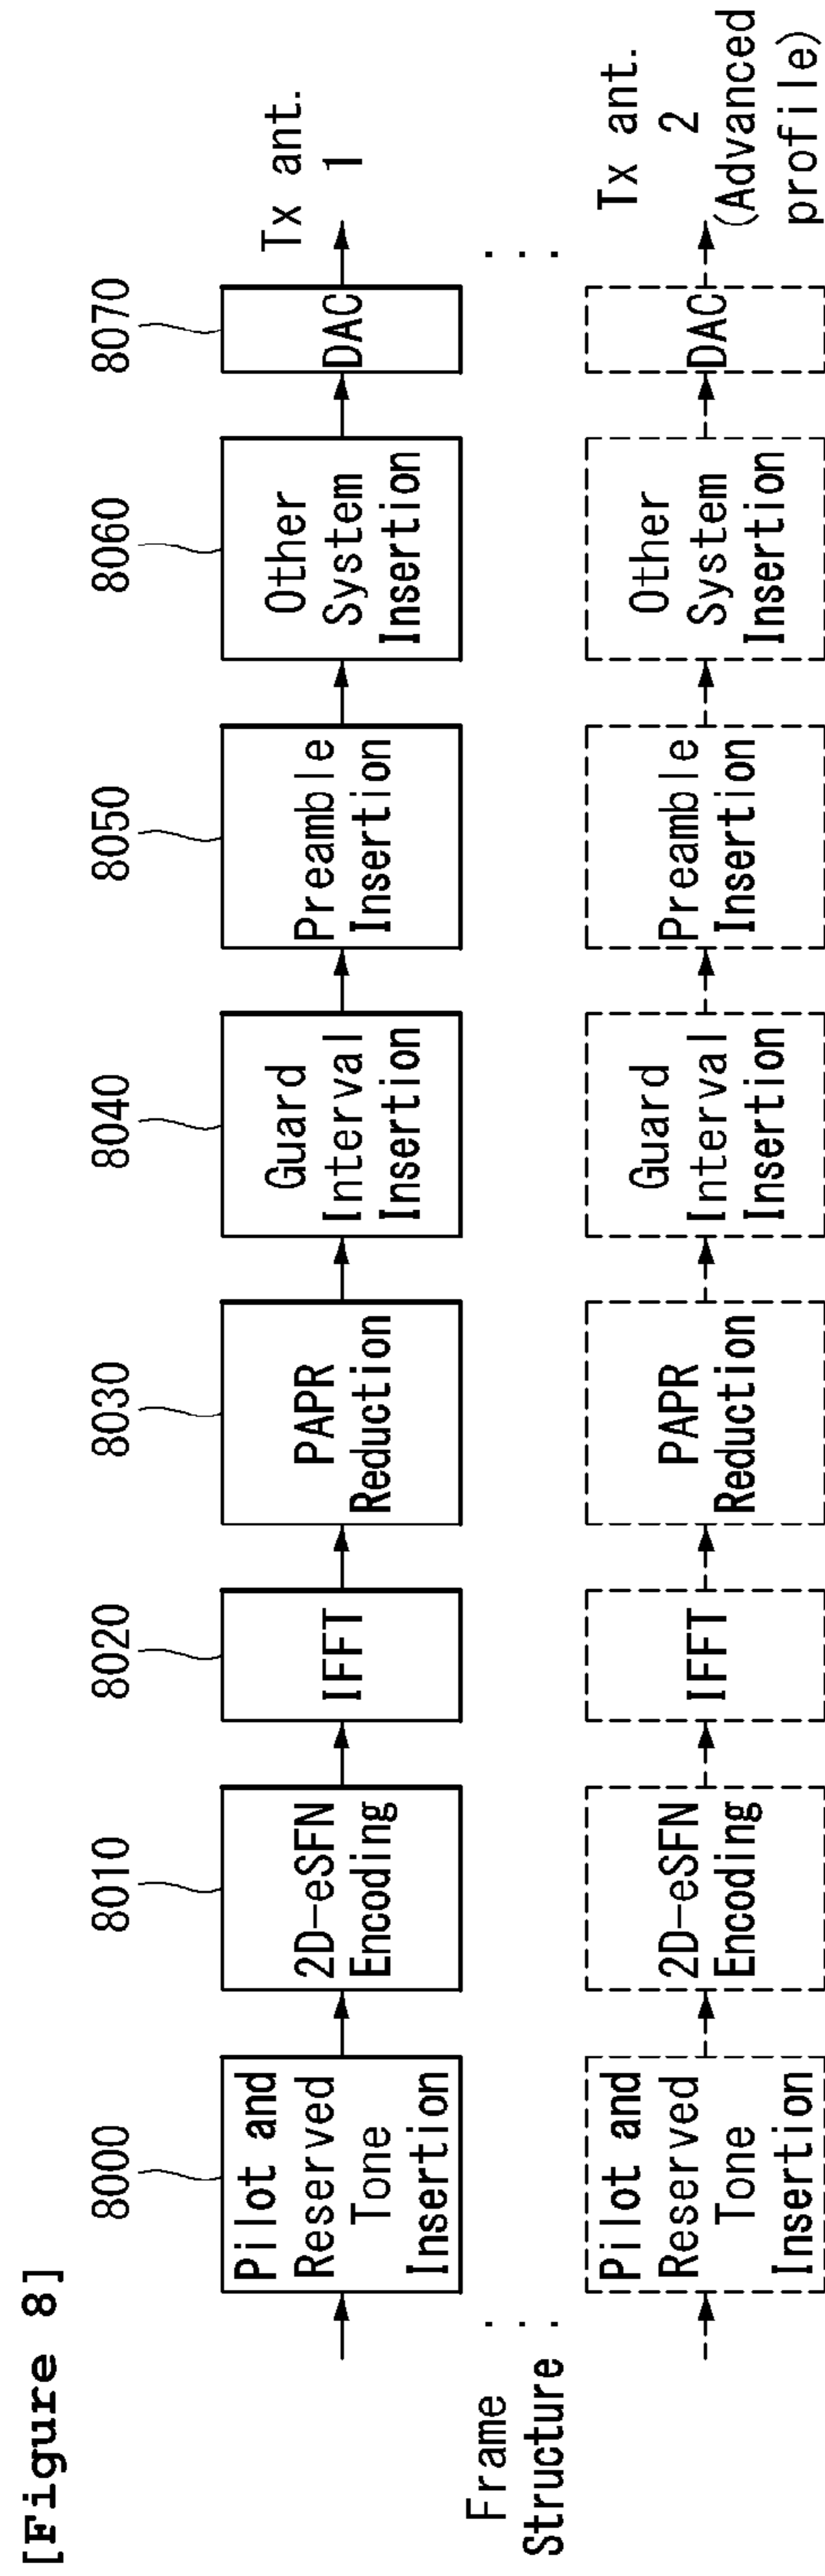 [Figure 8]
8000
8010
8020
8030
8040
8050
8060
8070
Pilot and
Reserved
Tone
Insertion
2D-eSFN
Encoding
IFFT
PAPR
Reduction
Guard
Interval
Insertion
Preamble
Insertion
Other
System
Insertion
DAC
Tx ant.
1
Frame
Structure
Pilot and
Reserved
Tone
Insertion
2D-eSFN
Encoding
IFFT
PAPR
Reduction
Guard
Interval
Insertion
Preamble
Insertion
Other
System
Insertion
DAC
Tx ant.
2
(Advanced
profile)